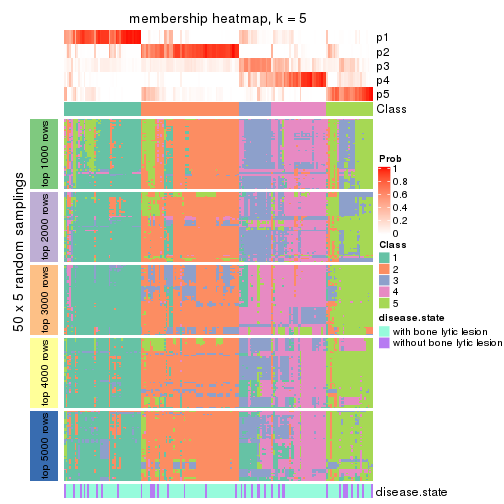 membership heatmap, k = 5
p1
p2
p3
p4
p5
Class
50 x 5 random samplings
top 1000 rows
top 2000 rows
top 3000 rows
top 4000 rows
top 5000 rows
disease.state
Prob
1
0.8
0.6
0.4
0.2
0
Class
1
2
3
4
5
disease.state
with bone lytic lesion
without bone lytic lesion